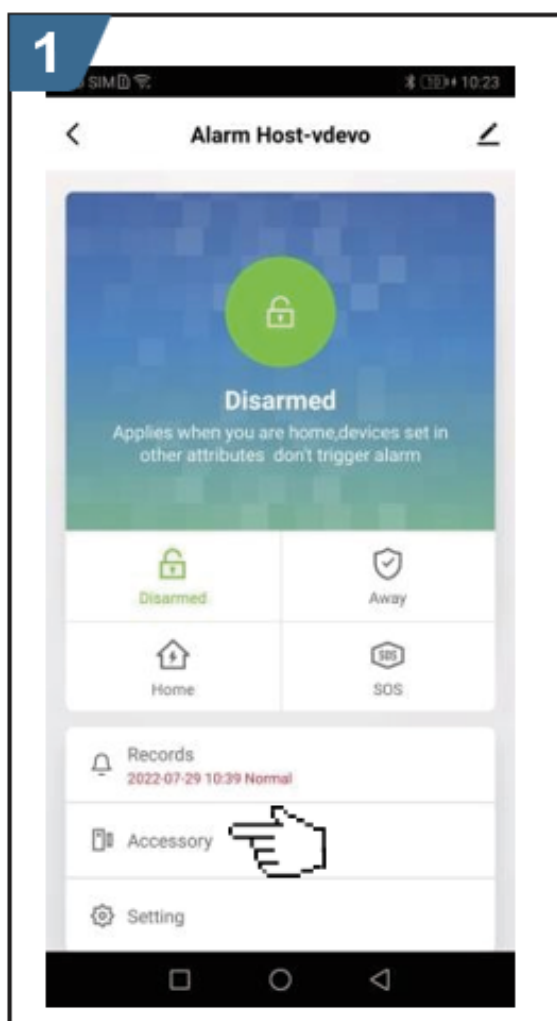 1
SIM 10:23
Alarm Host-vdevo
Disarmed
Applies when you are home,devices set in
other attributes don't trigger alarm
Disarmed
Away
Home
SOS
SOS
Records
2022-07-29 10:39 Normal
Accessory
Setting